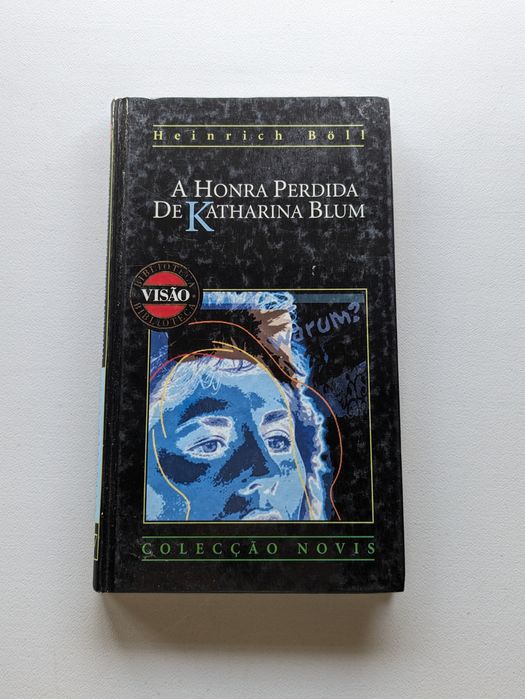 Heinrich Böll
A HONRA PERDIDA
DE KATHARINA BLUM
BIBLIOTECA
VISÃO
BIBLIOTECA
arum?
COLECÇÃO NOVIS